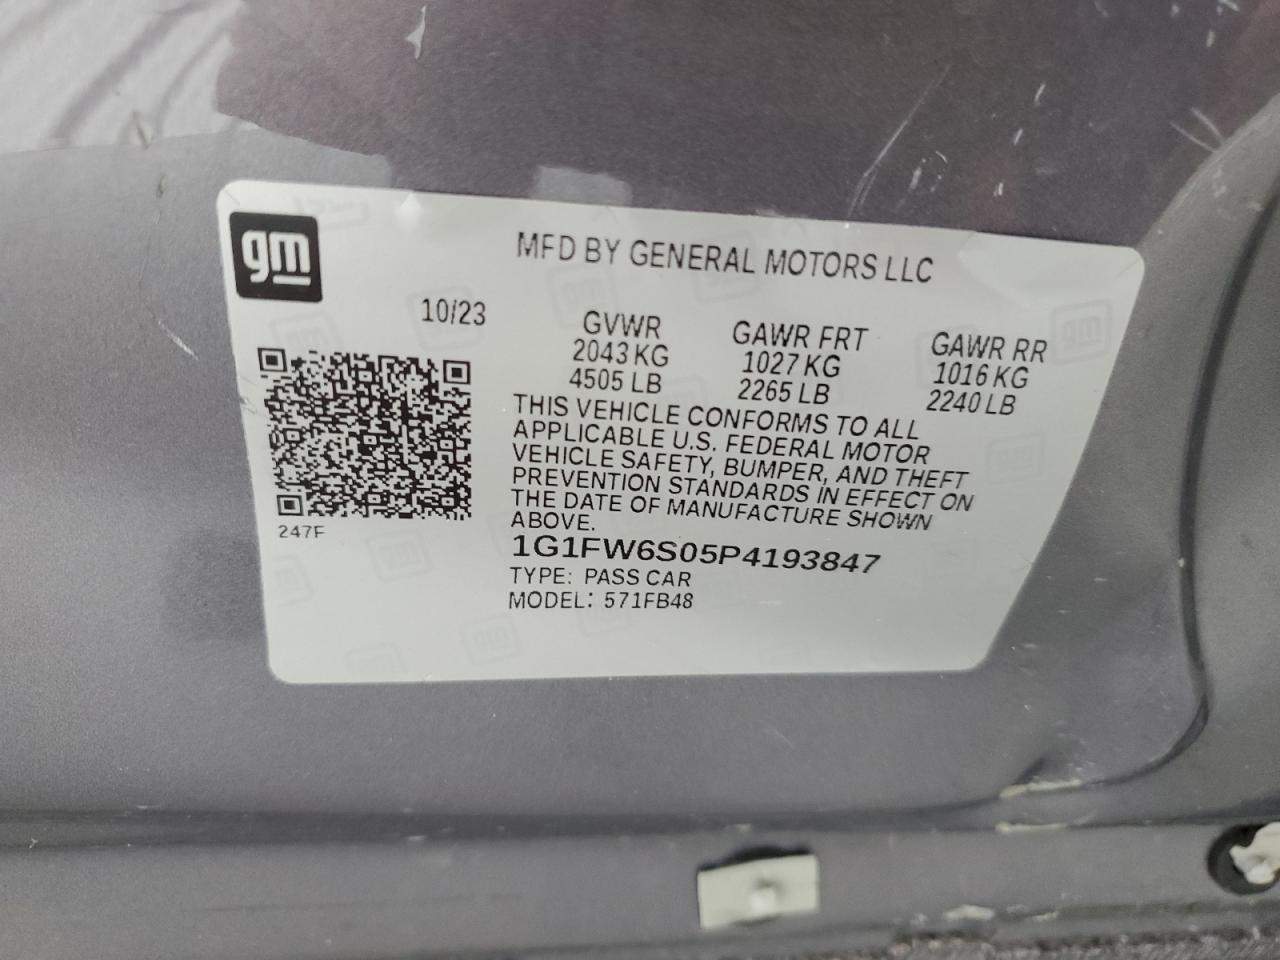 gm
MFD BY GENERAL MOTORS LLC
10/23
GVWR GAWR FRT GAWR RR
2043 KG 1027 KG 1016 KG
4505 LB 2265 LB 2240 LB
THIS VEHICLE CONFORMS TO ALL
APPLICABLE U.S. FEDERAL MOTOR
VEHICLE SAFETY, BUMPER, AND THEFT
PREVENTION STANDARDS IN EFFECT ON
THE DATE OF MANUFACTURE SHOWN
ABOVE.
247F
1G1FW6S05P4193847
TYPE: PASS CAR
MODEL: 571FB48